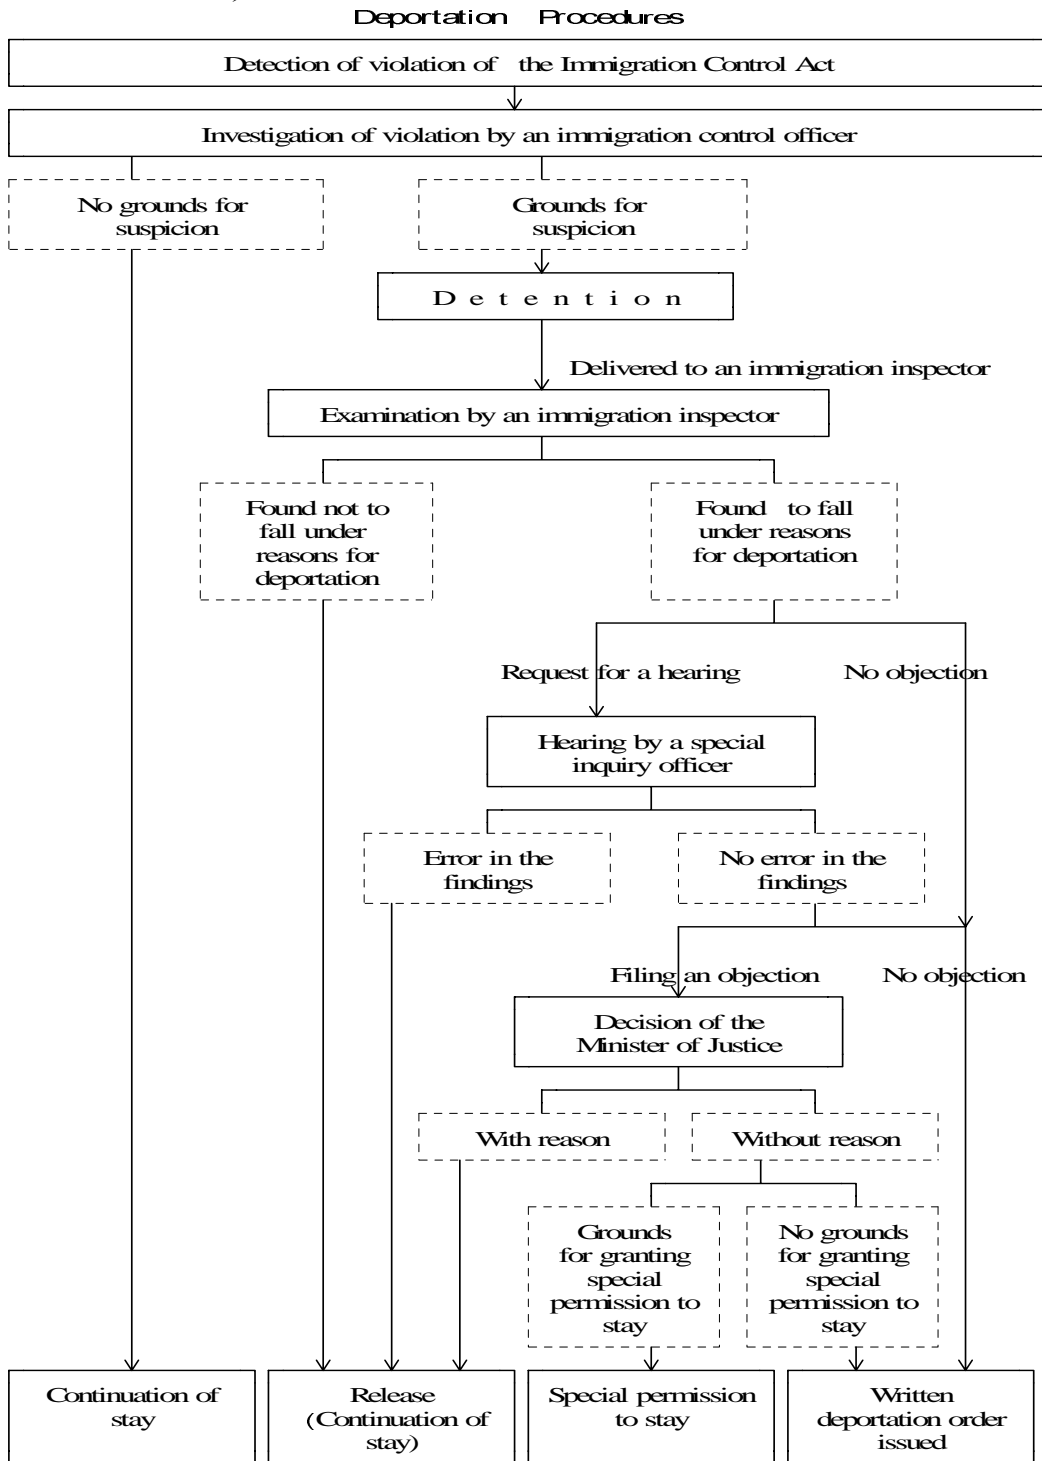 Deportation Procedures
Detection of violation of the Immigration Control Act
Investigation of violation by an immigration control officer
No grounds for
suspicion
Grounds for
suspicion
Detention
Delivered to an immigration inspector
Examination by an immigration inspector
Found not to
fall under
reasons for
deportation
Found to fall
under reasons
for deportation
Request for a hearing
No objection
Hearing by a special
inquiry officer
Error in the
findings
No error in the
findings
Filing an objection
No objection
Decision of the
Minister of Justice
With reason
Without reason
Grounds
for granting
special
permission to
stay
No grounds
for granting
special
permission to
stay
Continuation of
stay
Release
(Continuation of
stay)
Special permission
to stay
Written
deportation order
issued